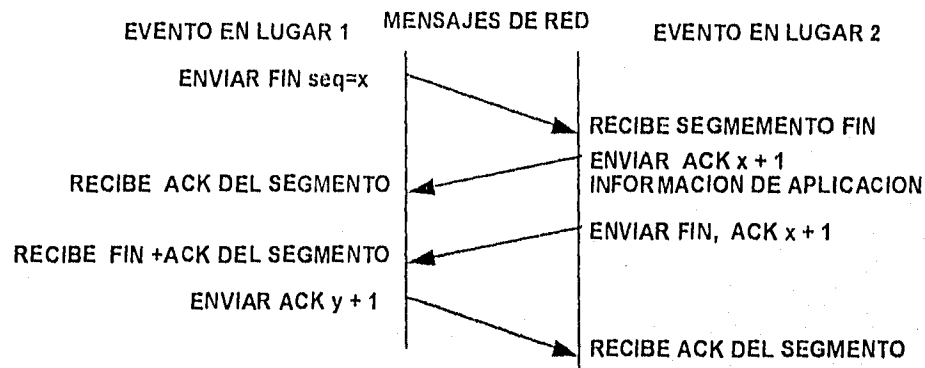 EVENTO EN LUGAR 1
MENSAJES DE RED
EVENTO EN LUGAR 2
ENVIAR FIN seq=x
RECIBE SEGMEMENTO FIN
ENVIAR ACK x + 1
RECIBE ACK DEL SEGMENTO
INFORMACION DE APLICACION
ENVIAR FIN, ACK x + 1
RECIBE FIN +ACK DEL SEGMENTO
ENVIAR ACK y + 1
RECIBE ACK DEL SEGMENTO